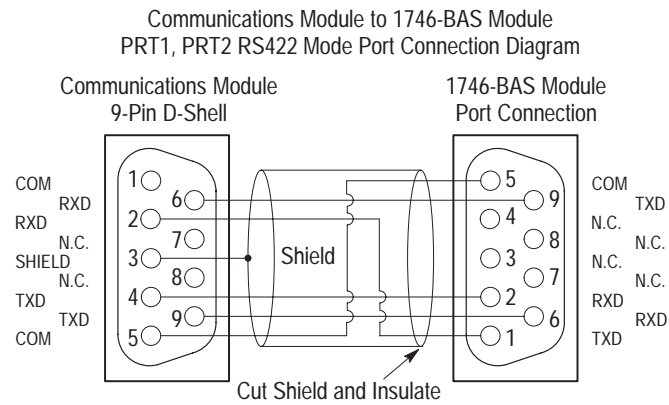 Communications Module to 1746-BAS Module
PRT1, PRT2 RS422 Mode Port Connection Diagram
Communications Module
9-Pin D-Shell
1746-BAS Module
Port Connection
COM
RXD
RXD
N.C.
SHIELD
N.C.
TXD
TXD
COM
1
6
2
7
3
8
4
9
5
Shield
5
9
4
8
3
7
2
6
1
COM
TXD
N.C.
N.C.
N.C.
N.C.
RXD
RXD
TXD
Cut Shield and Insulate